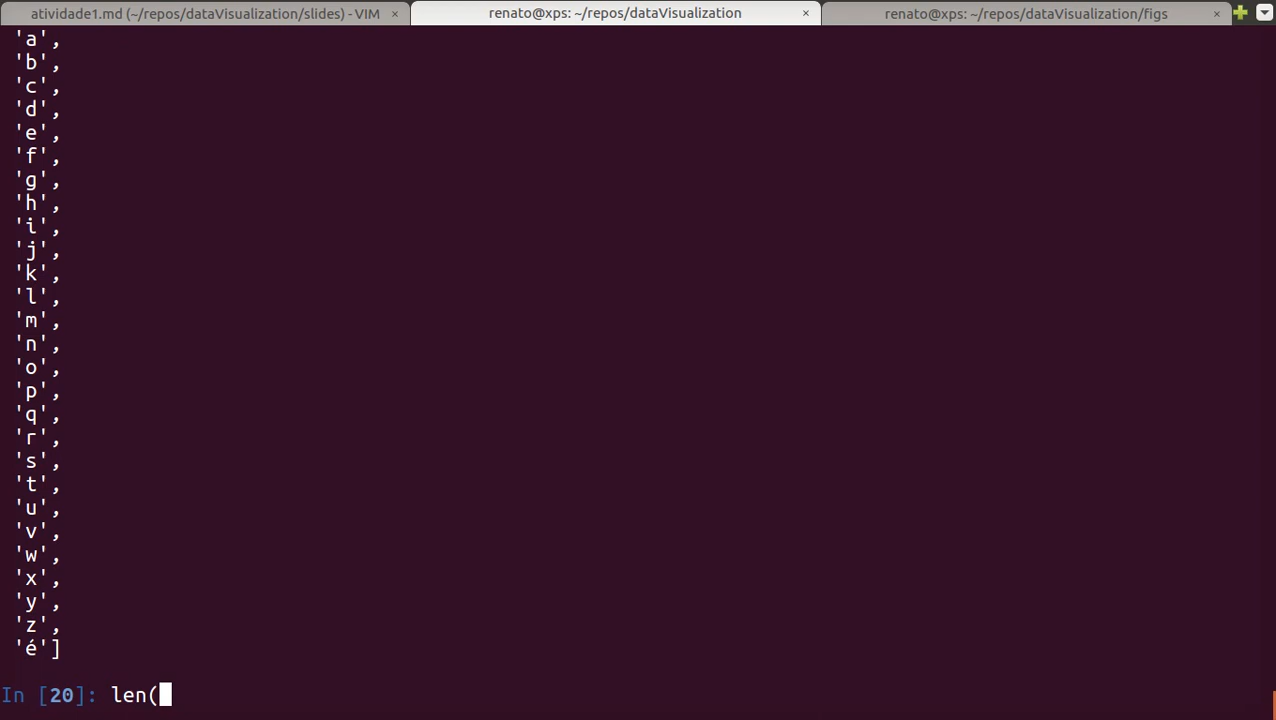 atividade1.md (~/repos/dataVisualization/slides) - VIM × renato@xps: ~/repos/dataVisualization × renato@xps: ~/repos/dataVisualization/figs ×
'a',
'b',
'c',
'd',
'e',
'f',
'g',
'h',
'i',
'j',
'k',
'l',
'm',
'n',
'o',
'p',
'q',
'r',
's',
't',
'u',
'v',
'w',
'x',
'y',
'z',
'é']
In [20]: len(